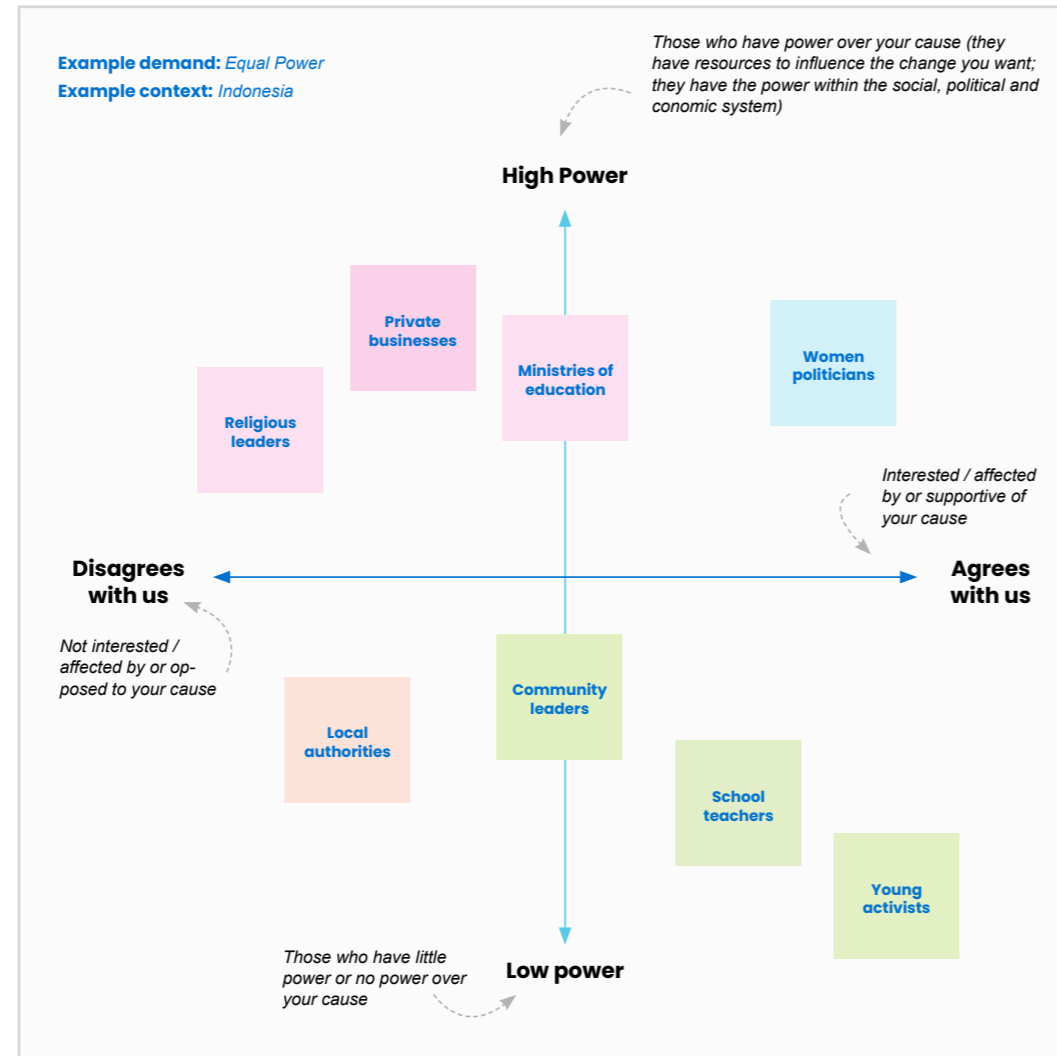 Example demand: Equal Power
Example context: Indonesia
Those who have power over your cause (they
have resources to influence the change you want;
they have the power within the social, political and
conomic system)
High Power
Private
businesses
Ministries of
education
Women
politicians
Religious
leaders
Interested / affected
by or supportive of
your cause
Disagrees
with us
Agrees
with us
Not interested /
affected by or op-
posed to your cause
Community
leaders
Local
authorities
School
teachers
Young
activists
Those who have little
power or no power over
your cause
Low power